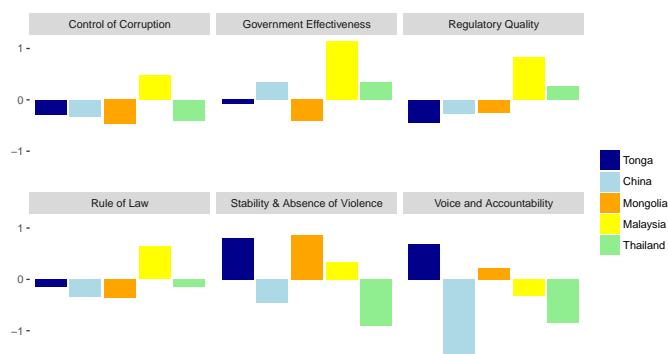 Control of Corruption
Government Effectiveness
Regulatory Quality
1
0
−1
Rule of Law
Stability & Absence of Violence
Voice and Accountability
1
0
−1
Tonga
China
Mongolia
Malaysia
Thailand